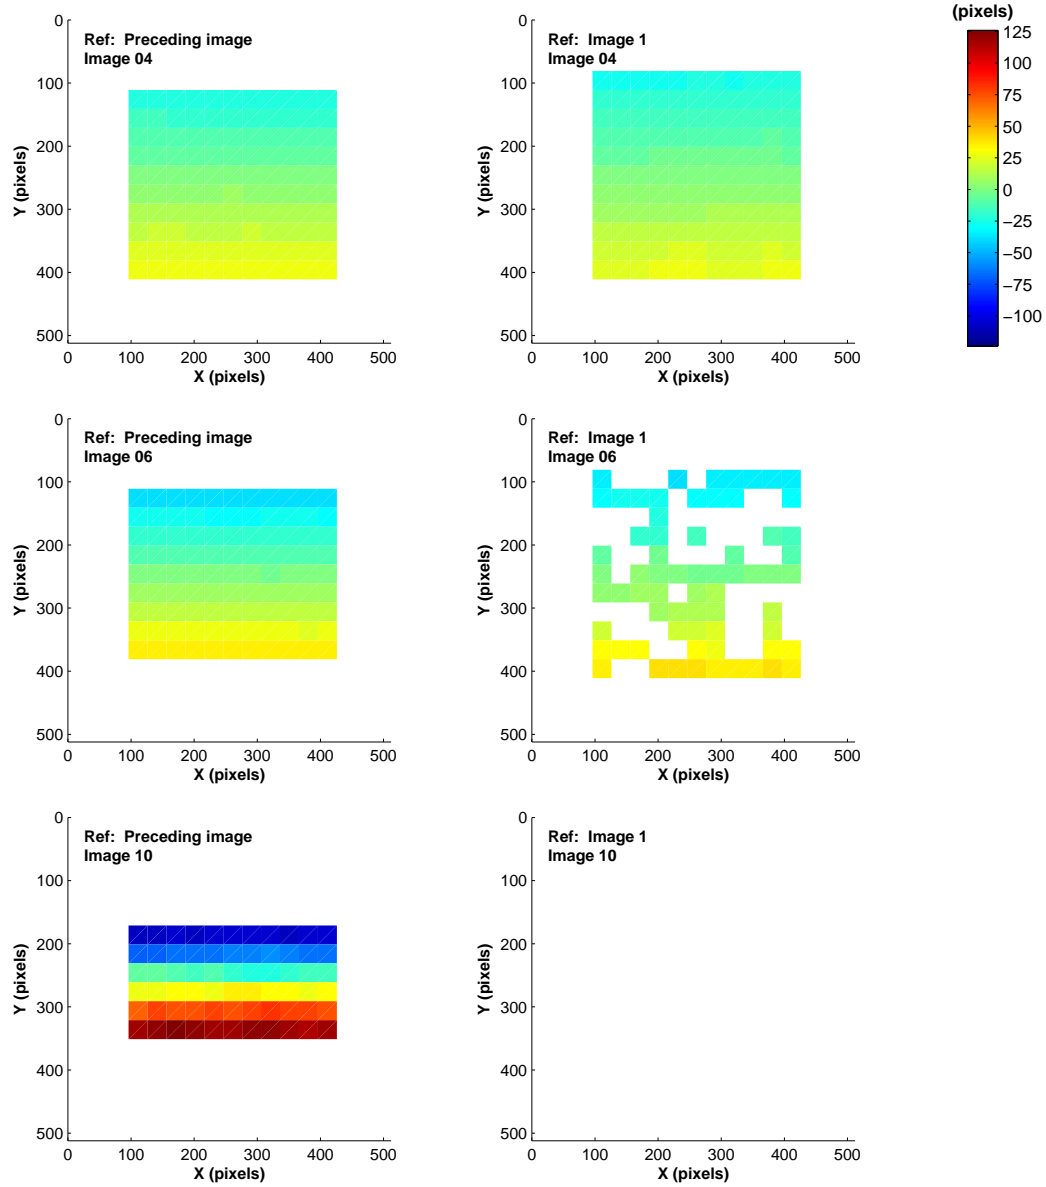 (pixels)
125
100
75
50
25
0
−25
−50
−75
−100
Ref: Preceding image
Image 04
0
100
200
300
400
500
Y (pixels)
0 100 200 300 400 500
X (pixels)
Ref: Image 1
Image 04
0
100
200
300
400
500
Y (pixels)
0 100 200 300 400 500
X (pixels)
Ref: Preceding image
Image 06
0
100
200
300
400
500
Y (pixels)
0 100 200 300 400 500
X (pixels)
Ref: Image 1
Image 06
0
100
200
300
400
500
Y (pixels)
0 100 200 300 400 500
X (pixels)
Ref: Preceding image
Image 10
0
100
200
300
400
500
Y (pixels)
0 100 200 300 400 500
X (pixels)
Ref: Image 1
Image 10
0
100
200
300
400
500
Y (pixels)
0 100 200 300 400 500
X (pixels)